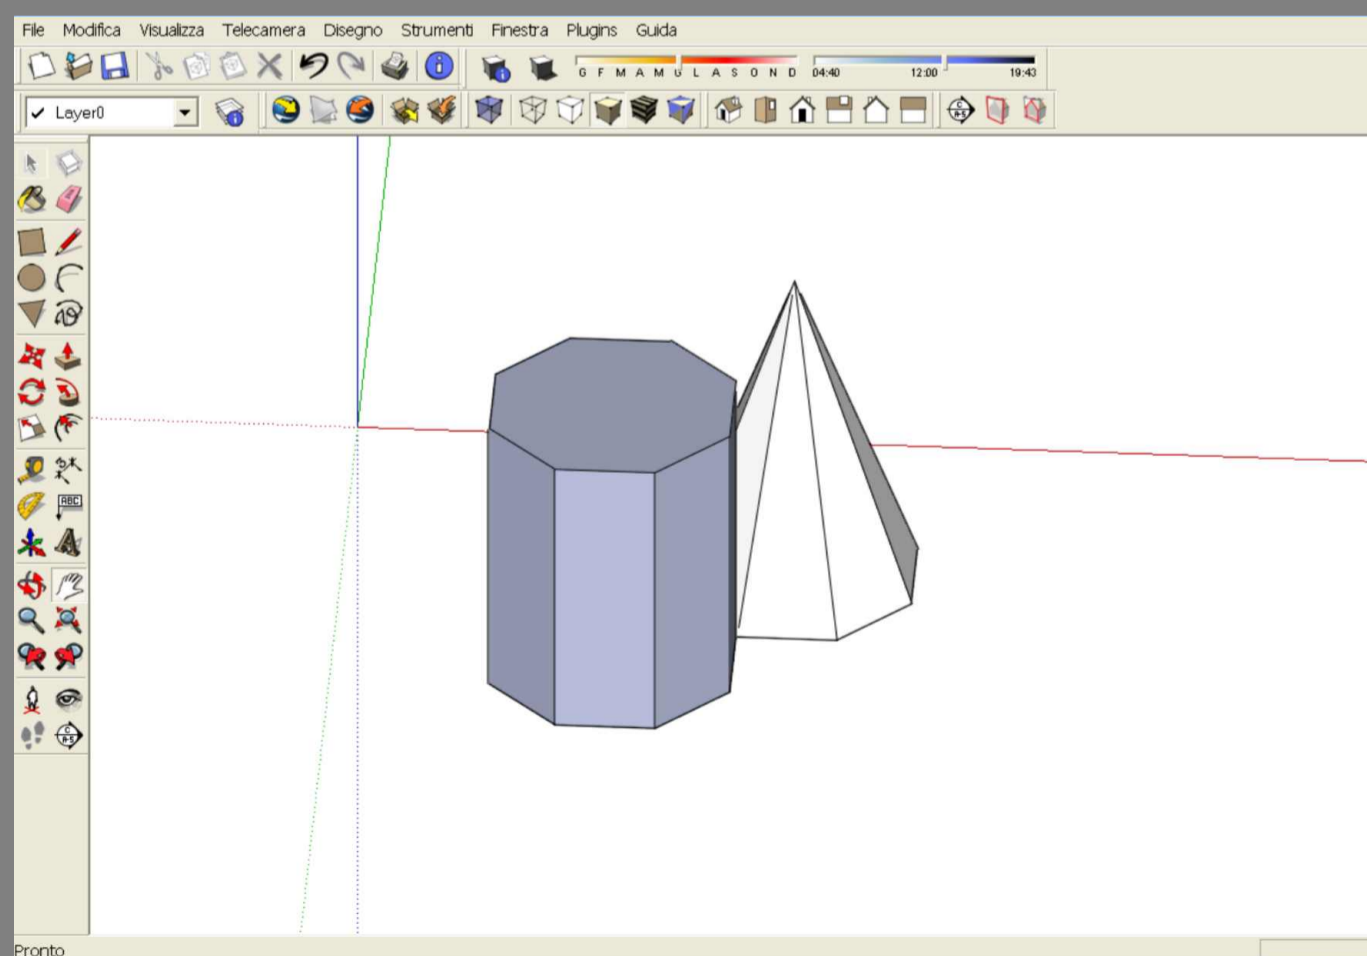 File Modifica Visualizza Telecamera Disegno Strumenti Finestra Plugins Guida
G F M A M G L A S O N D 04:40 12:00 19:43
Layer0
ABC
Pronto